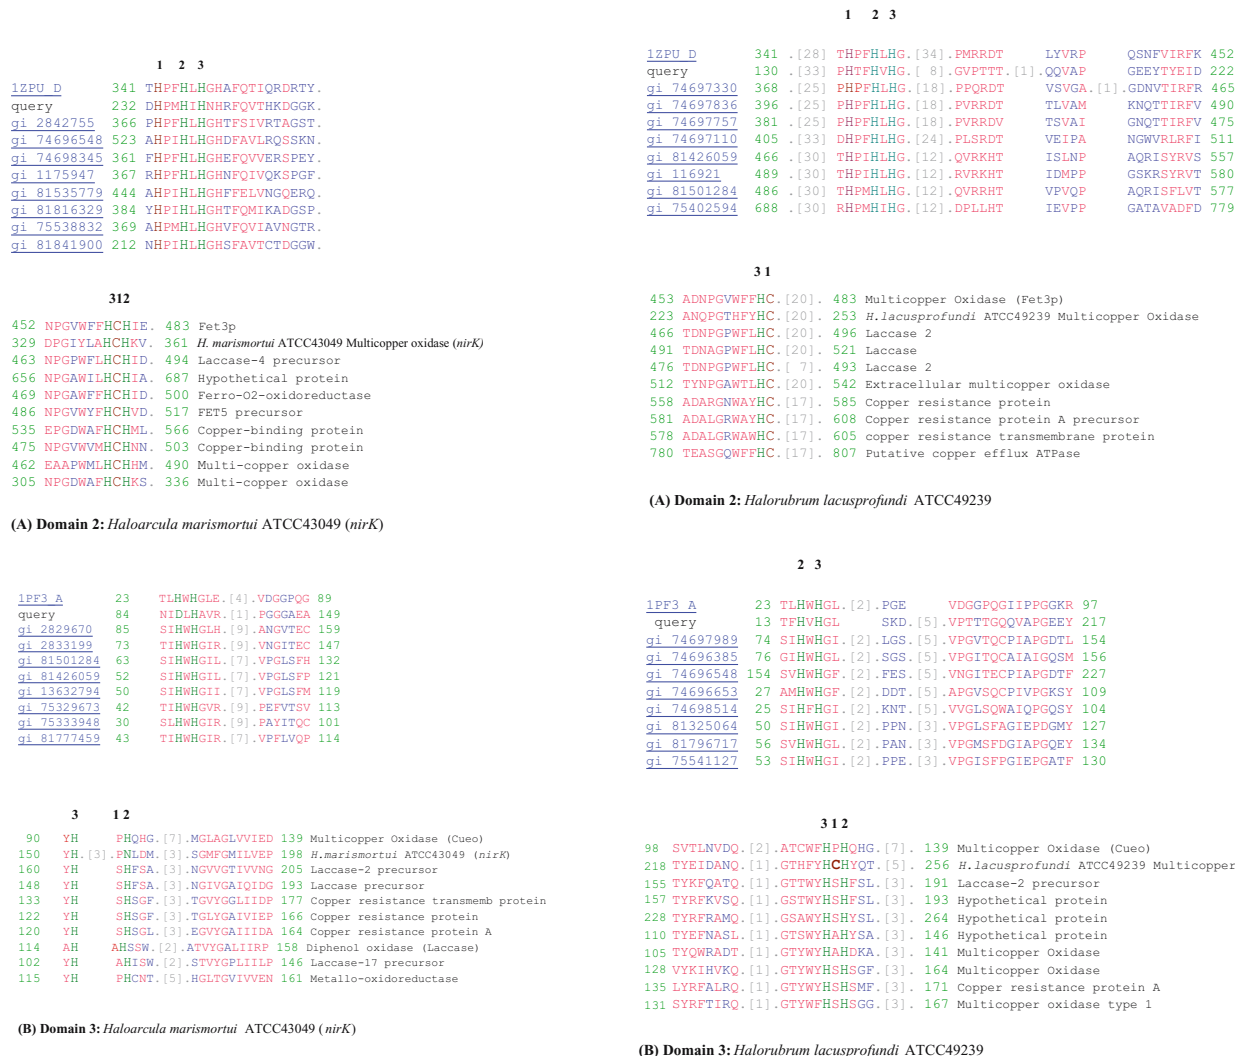 1 2 3
1ZPU_D 341 THPFHLHGHAFQTIQRDRTY.
query 232 DHPMHIHNHRFQVTHKDGGK.
gi 2842755 366 PHPFHLHGHTFSIVRTAGST.
gi 74696548 523 AHPIHLHGHDFAVLRQSSKN.
gi 74698345 361 FHPFHLHGHEFQVVERSPEY.
gi 1175947 367 RHPFHLHGHNFQIVQKSPGF.
gi 81535779 444 AHPIHLHGHFFELVNGQERQ.
gi 81816329 384 YHPIHLHGHTFQMIKADGSP.
gi 75538832 369 AHPMHLHGHVFQVIAVNGTR.
gi 81841900 212 NHPIHLHGHSFAVTCTDGGW.
312
452 NPGVWFFHCHIE. 483 Fet3p
329 DPGIYLAHCHKV. 361 H. marismortui ATCC43049 Multicopper oxidase (nirK)
463 NPGPWFLHCHID. 494 Laccase-4 precursor
656 NPGAWILHCHIA. 687 Hypothetical protein
469 NPGAWFFHCHID. 500 Ferro-O2-oxidoreductase
486 NPGVWYFHCHVD. 517 FET5 precursor
535 EPGDWAFHCHML. 566 Copper-binding protein
475 NPGVWVMHCHNN. 503 Copper-binding protein
462 EAAPWMLHCHHM. 490 Multi-copper oxidase
305 NPGDWAFHCHKS. 336 Multi-copper oxidase
(A) Domain 2: Haloarcula marismortui ATCC43049 (nirK)
1PF3_A 23 TLHWHGLE.[4].VDGGPQG 89
query 84 NIDLHAVR.[1].PGGGAEA 149
gi 2829670 85 SIHWHGLH.[9].ANGVTEC 159
gi 2833199 73 TIHWHGIR.[9].VNGITEC 147
gi 81501284 63 SIHWHGIL.[7].VPGLSFH 132
gi 81426059 52 SIHWHGIL.[7].VPGLSFP 121
gi 13632794 50 SIHWHGII.[7].VPGLSFM 119
gi 75329673 42 TIHWHGVR.[9].PEFVTSV 113
gi 75333948 30 SLHWHGIR.[9].PAYITQC 101
gi 81777459 43 TIHWHGIR.[7].VPFLVQP 114
3 1 2
90 YH PHQHG.[7].MGLAGLVVIED 139 Multicopper Oxidase (Cueo)
150 YH.[3].PNLDM.[3].SGMFGMILVEP 198 H.marismortui ATCC43049 (nirK)
160 YH SHFSA.[3].NGVVGTIVVNG 205 Laccase-2 precursor
148 YH SHFSA.[3].NGIVGAIQIDG 193 Laccase precursor
133 YH SHSGF.[3].TGVYGGLIIDP 177 Copper resistance transmemb protein
122 YH SHSGF.[3].TGLYGAIVIEP 166 Copper resistance protein
120 YH SHSGL.[3].EGVYGAIIIDA 164 Copper resistance protein A
114 AH AHSSW.[2].ATVYGALIIRP 158 Diphenol oxidase (Laccase)
102 YH AHISW.[2].STVYGPLIILP 146 Laccase-17 precursor
115 YH PHCNT.[5].HGLTGVIVVEN 161 Metallo-oxidoreductase
(B) Domain 3: Haloarcula marismortui ATCC43049 (nirK)
1 2 3
1ZPU_D 341 .[28] THPFHLHG.[34].PMRRDT LYVRP QSNFVIRFK 452
query 130 .[33] PHTFHVHG.[ 8].GVPTTT.[1].QQVAP GEEYTYEID 222
gi 74697330 368 .[25] PHPFHLHG.[18].PPQRDT VSVGA.[1].GDNVTIRFR 465
gi 74697836 396 .[25] PHPFHLHG.[18].PVRRDT TLVAM KNQTTIRFV 490
gi 74697757 381 .[25] PHPFHLHG.[18].PVRRDV TSVAI GNQTTIRFV 475
gi 74697110 405 .[33] DHPFHLHG.[24].PLSRDT VEIPA NGWVRLRFI 511
gi 81426059 466 .[30] THPIHLHG.[12].QVRKHT ISLNP AQRISYRVS 557
gi 116921 489 .[30] THPIHLHG.[12].RVRKHT IDMPP GSKRSYRVT 580
gi 81501284 486 .[30] THPMHLHG.[12].QVRRHT VPVQP AQRISFLVT 577
gi 75402594 688 .[30] RHPMHIHG.[12].DPLLHT IEVPP GATAVADFD 779
3 1
453 ADNPGVWFFHC.[20]. 483 Multicopper Oxidase (Fet3p)
223 ANQPGTHFYHC.[20]. 253 H.lacusprofundi ATCC49239 Multicopper Oxidase
466 TDNPGPWFLHC.[20]. 496 Laccase 2
491 TDNAGPWFLHC.[20]. 521 Laccase
476 TDNPGPWFLHC.[ 7]. 493 Laccase 2
512 TYNPGAWTLHC.[20]. 542 Extracellular multicopper oxidase
558 ADARGNWAYHC.[17]. 585 Copper resistance protein
581 ADALGRWAYHC.[17]. 608 Copper resistance protein A precursor
578 ADALGRWAWHC.[17]. 605 copper resistance transmembrane protein
780 TEASGQWFFHC.[17]. 807 Putative copper efflux ATPase
(A) Domain 2: Halorubrum lacusprofundi ATCC49239
2 3
1PF3_A 23 TLHWHGL.[2].PGE VDGGPQGIIPPGGKR 97
query 13 TFHVHGL SKD.[5].VPTTTGQQVAPGEEY 217
gi 74697989 74 SIHWHGI.[2].LGS.[5].VPGVTQCPIAPGDTL 154
gi 74696385 76 GIHWHGL.[2].SGS.[5].VPGITQCAIAIGQSM 156
gi 74696548 154 SVHWHGF.[2].FES.[5].VNGITECPIAPGDTF 227
gi 74696653 27 AMHWHGF.[2].DDT.[5].APGVSQCPIVPGKSY 109
gi 74698514 25 SIHFHGI.[2].KNT.[5].VVGLSQWAIQPGQSY 104
gi 81325064 50 SIHWHGI.[2].PPN.[3].VPGLSFAGIEPDGMY 127
gi 81796717 56 SVHWHGL.[2].PAN.[3].VPGMSFDGIAPGQEY 134
gi 75541127 53 SIHWHGI.[2].PPE.[3].VPGISFPGIEPGATF 130
3 1 2
98 SVTLNVDQ.[2].ATCWFHPHQHG.[7]. 139 Multicopper Oxidase (Cueo)
218 TYEIDANQ.[1].GTHFYHCHYQT.[5]. 256 H.lacusprofundi ATCC49239 Multicopper
155 TYKFQATQ.[1].GTTWYHSHFSL.[3]. 191 Laccase-2 precursor
157 TYRFKVSQ.[1].GSTWYHSHFSL.[3]. 193 Hypothetical protein
228 TYRFRAMQ.[1].GSAWYHSHYSL.[3]. 264 Hypothetical protein
110 TYEFNASL.[1].GTSWYHAHYSA.[3]. 146 Hypothetical protein
105 TYQWRADT.[1].GTYWYHAHDKA.[3]. 141 Multicopper Oxidase
128 VYKIHVKQ.[1].GTYWYHSHSGF.[3]. 164 Multicopper Oxidase
135 LYRFALRQ.[1].GTYWYHSHSMF.[3]. 171 Copper resistance protein A
131 SYRFTIRQ.[1].GTYWFHSHSGG.[3]. 167 Multicopper oxidase type 1
(B) Domain 3: Halorubrum lacusprofundi ATCC49239